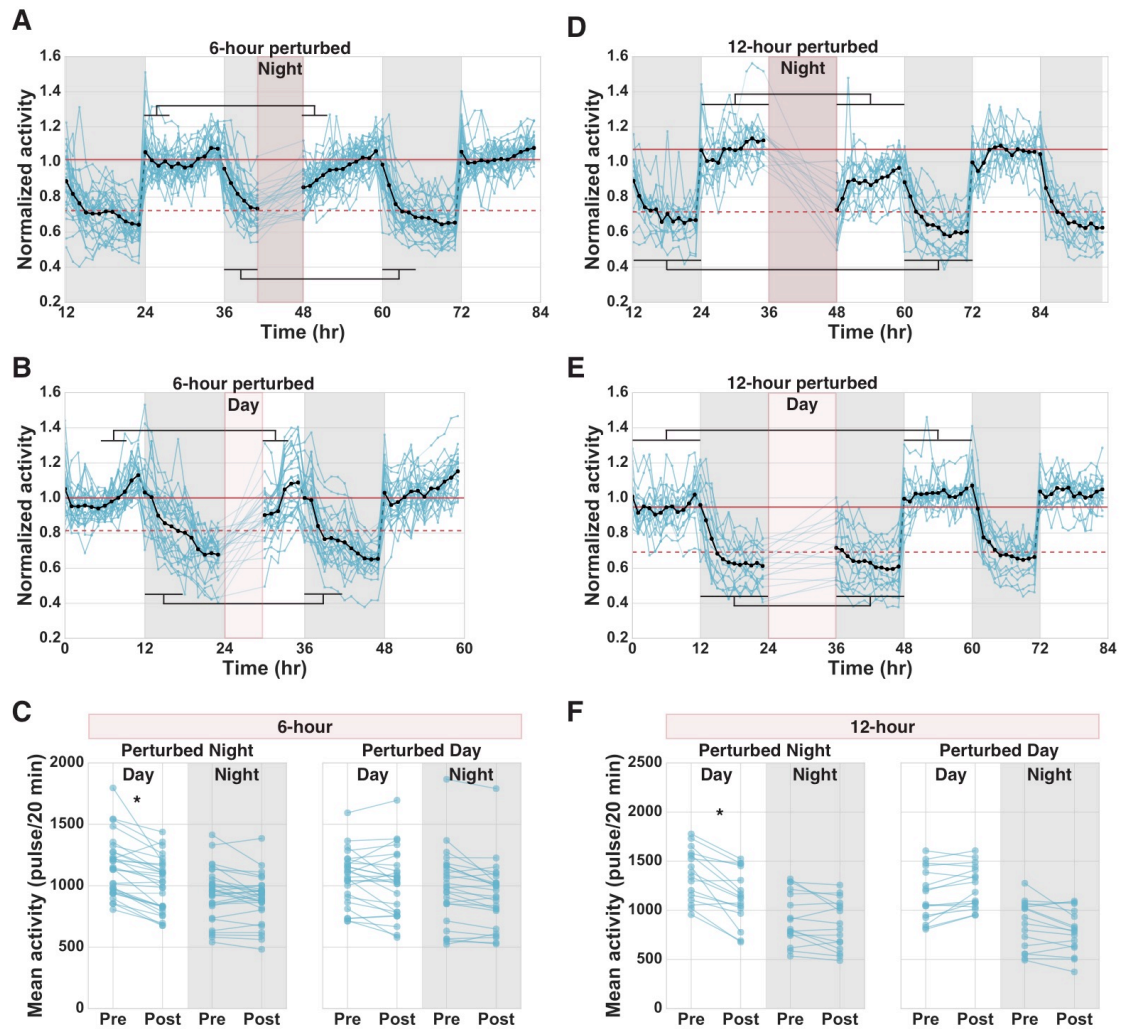 A
6-hour perturbed
Night
Normalized activity
1.6
1.4
1.2
1.0
0.8
0.6
0.4
0.2
12 24 36 48 60 72 84
Time (hr)
D
12-hour perturbed
Night
Normalized activity
1.6
1.4
1.2
1.0
0.8
0.6
0.4
0.2
12 24 36 48 60 72 84
Time (hr)
B
6-hour perturbed
Day
Normalized activity
1.6
1.4
1.2
1.0
0.8
0.6
0.4
0.2
0 12 24 36 48 60
Time (hr)
E
12-hour perturbed
Day
Normalized activity
1.6
1.4
1.2
1.0
0.8
0.6
0.4
0.2
0 12 24 36 48 60 72 84
Time (hr)
C
6-hour
Perturbed Night Perturbed Day
Day Night Day Night
*
Mean activity (pulse/20 min)
2000
1500
1000
500
0
Pre Post Pre Post Pre Post Pre Post
F
12-hour
Perturbed Night Perturbed Day
Day Night Day Night
*
Mean activity (pulse/20 min)
2500
2000
1500
1000
500
0
Pre Post Pre Post Pre Post Pre Post